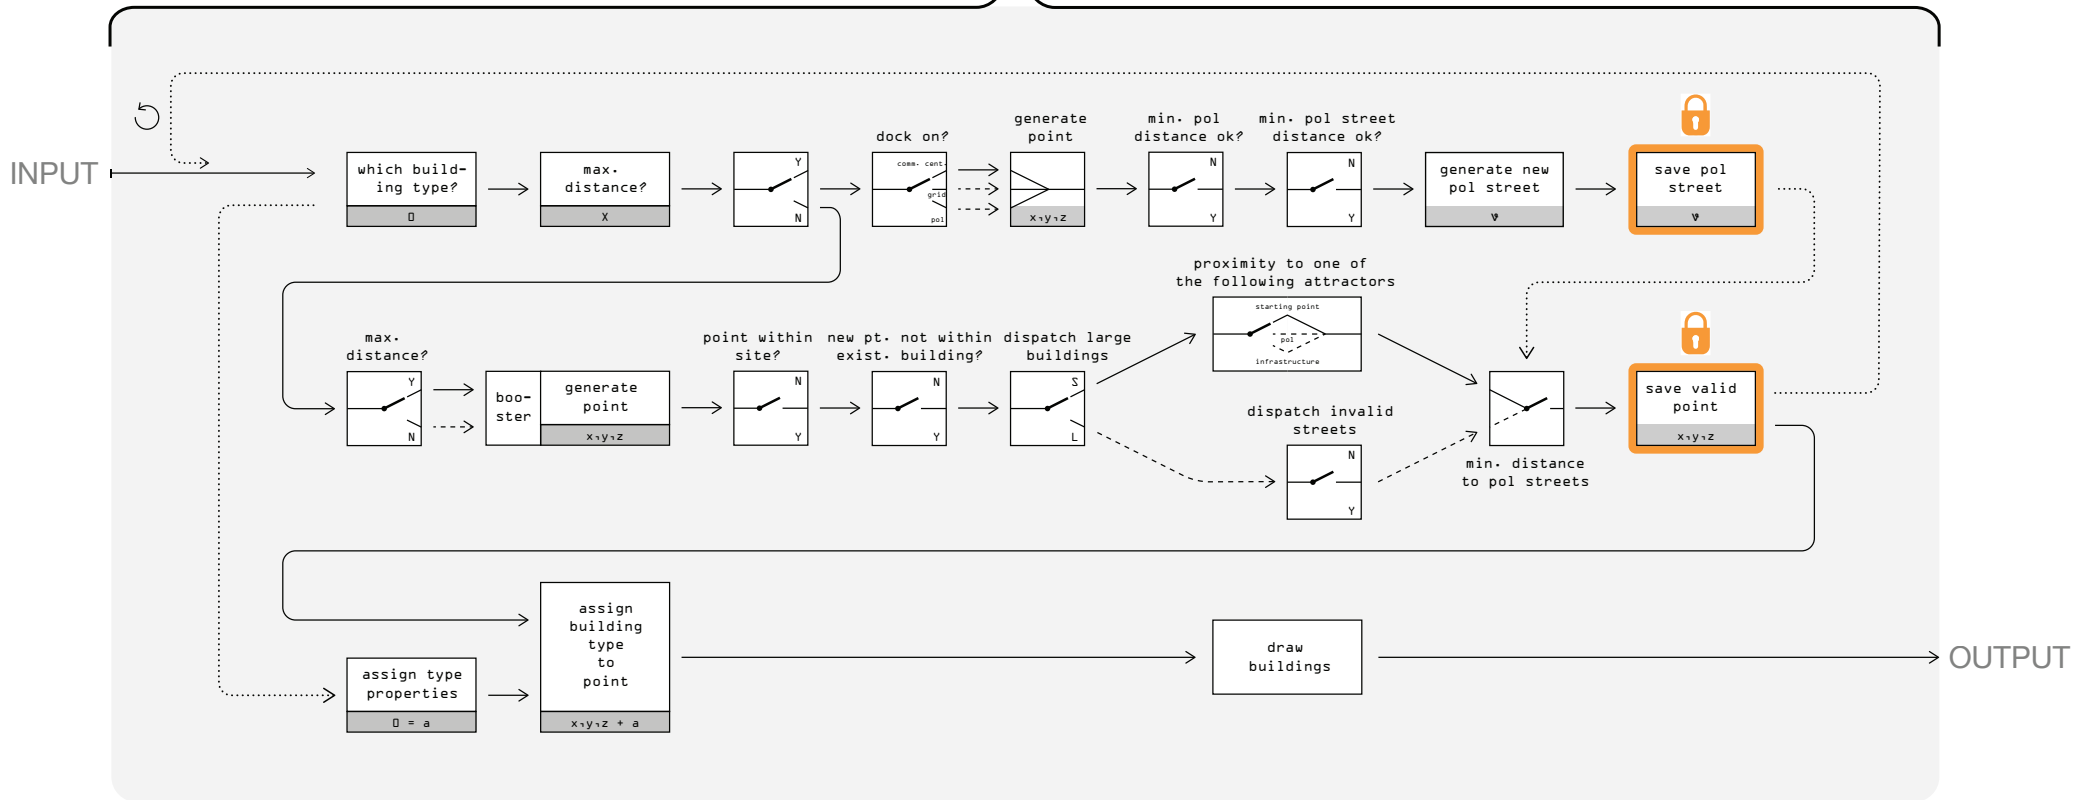 INPUT
which build-
ing type?
max.
distance?
X
Y
N
dock on?
comm. cent.
grid
pol
generate
point
x,y,z
min. pol
distance ok?
N
Y
min. pol street
distance ok?
N
Y
generate new
pol street
save pol
street
max.
distance?
Y
N
boo-
ster
generate
point
x,y,z
point within
site?
N
Y
new pt. not within
exist. building?
N
Y
dispatch large
buildings
S
L
proximity to one of
the following attractors
starting point
pol
infrastructure
dispatch invalid
streets
N
Y
min. distance
to pol streets
save valid
point
x,y,z
assign type
properties
= a
assign
building
type
to
point
x,y,z + a
draw
buildings
OUTPUT